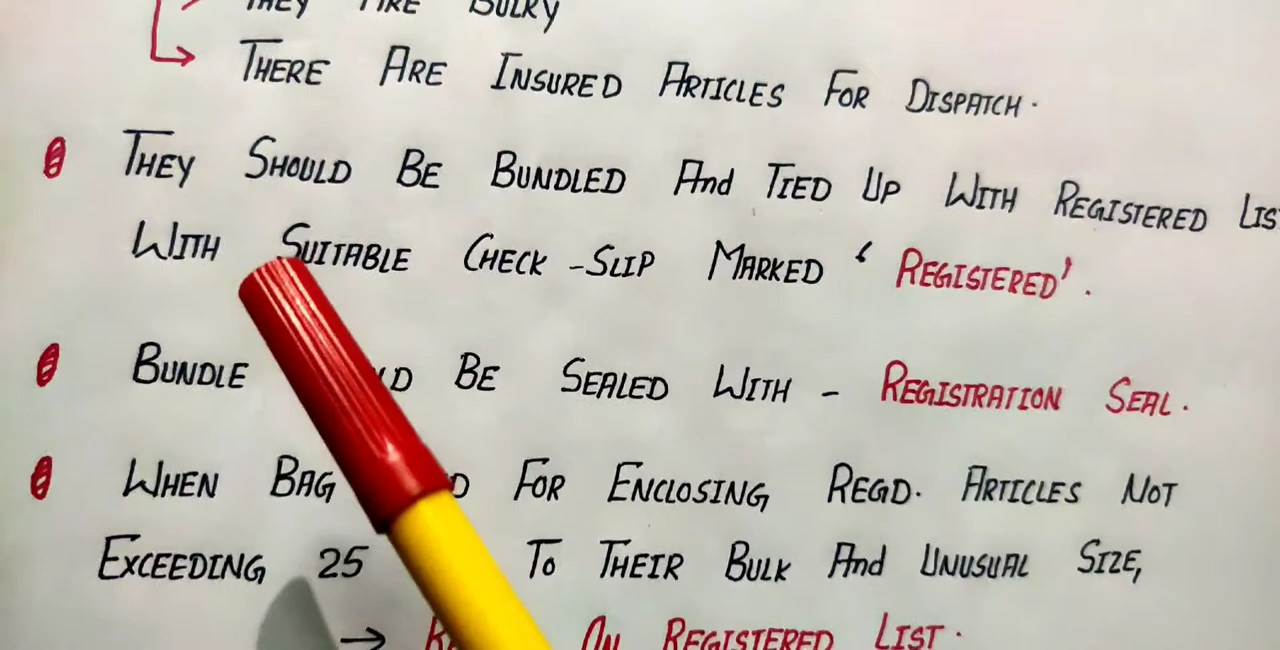 THEY ARE BULKY
THERE ARE INSURED ARTICLES FOR DISPATCH.
THEY SHOULD BE BUNDLED And TIED UP WITH REGISTERED LIS
WITH SUITABLE CHECK-SLIP MARKED ‘REGISTERED’.
BUNDLE BE SEALED WITH - REGISTRATION SEAL.
WHEN BAG FOR ENCLOSING REGD. ARTICLES NOT
EXCEEDING 25 TO THEIR BULK And UNUSUAL SIZE,
→ On REGISTERED LIST.